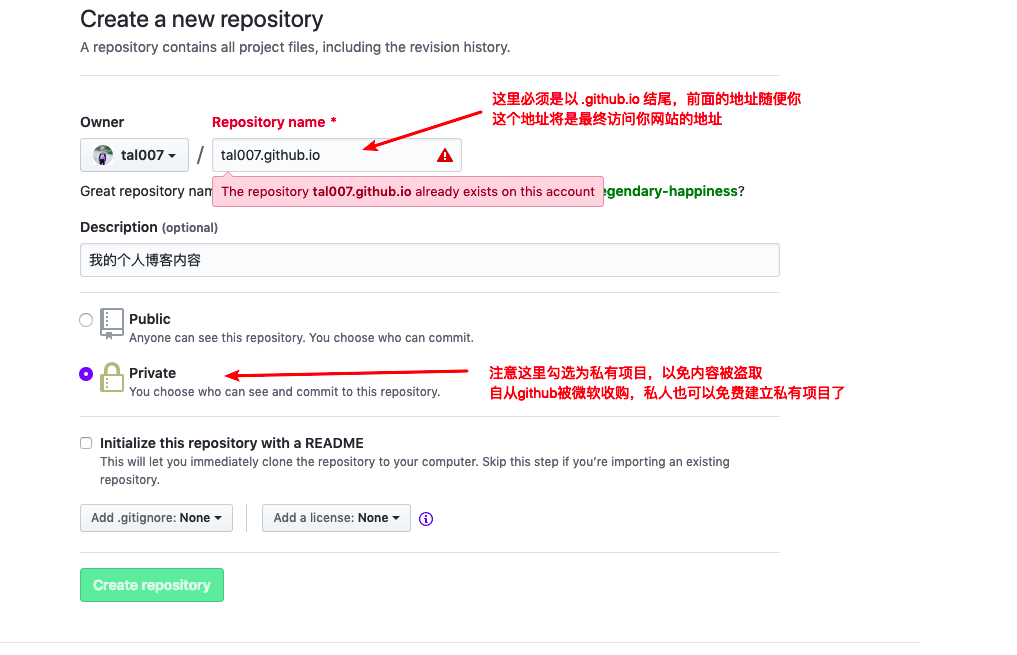 Create a new repository
A repository contains all project files, including the revision history.
这里必须是以 .github.io 结尾，前面的地址随便你
这个地址将是最终访问你网站的地址
Owner
Repository name *
tal007
/
tal007.github.io
Great repository nam
The repository tal007.github.io already exists on this account
egendary-happiness?
Description (optional)
我的个人博客内容
Public
Anyone can see this repository. You choose who can commit.
Private
You choose who can see and commit to this repository.
注意这里勾选为私有项目，以免内容被盗取
自从github被微软收购，私人也可以免费建立私有项目了
Initialize this repository with a README
This will let you immediately clone the repository to your computer. Skip this step if you’re importing an existing
repository.
Add .gitignore: None
Add a license: None
Create repository